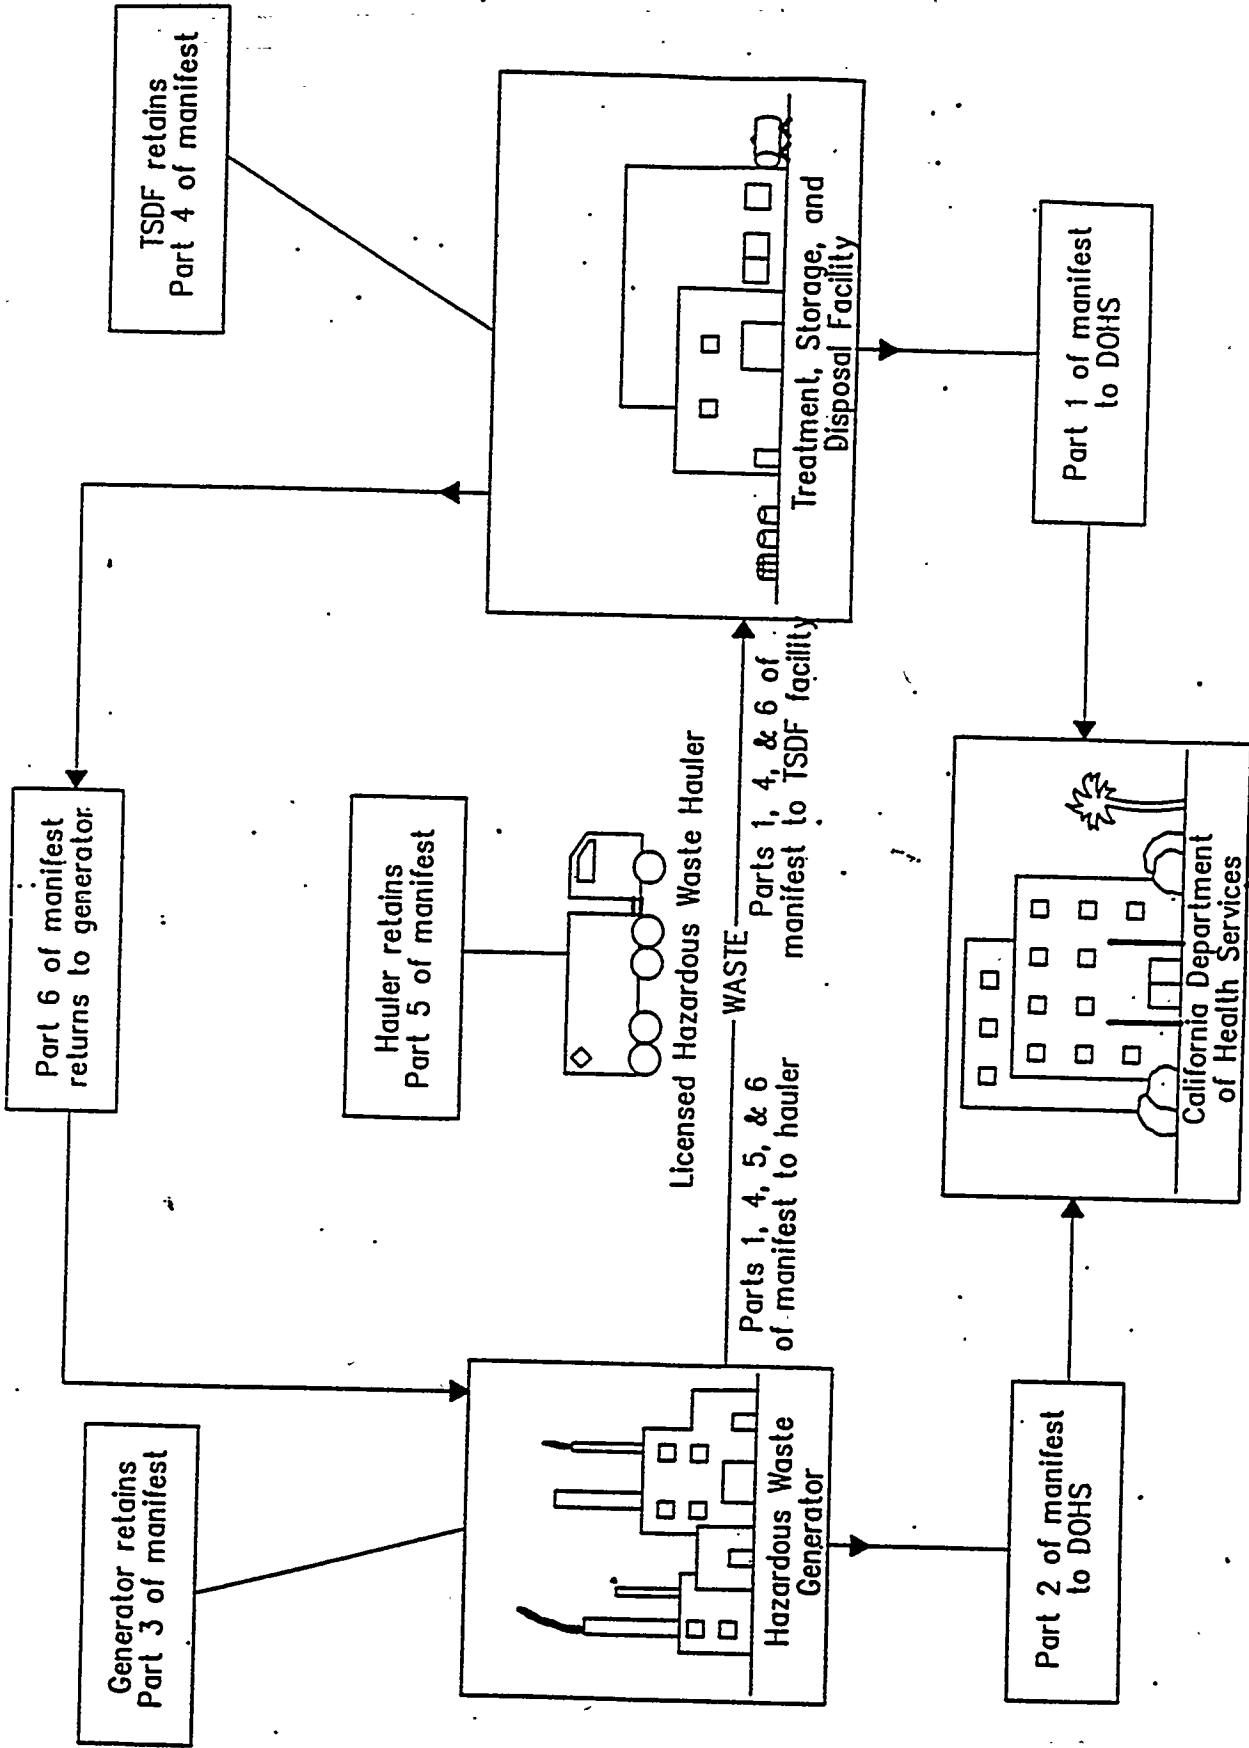 Generator retains
Part 3 of manifest
Part 6 of manifest
returns to generator.
TSDF retains
Part 4 of manifest
Hauler retains
Part 5 of manifest
Licensed Hazardous Waste Hauler
WASTE
Parts 1, 4, 5, & 6
of manifest to hauler
Parts 1, 4, & 6 of
manifest to TSDF facility
Hazardous Waste
Generator
Treatment, Storage, and
Disposal Facility
Part 2 of manifest
to DOHS
California Department
of Health Services
Part 1 of manifest
to DOHS